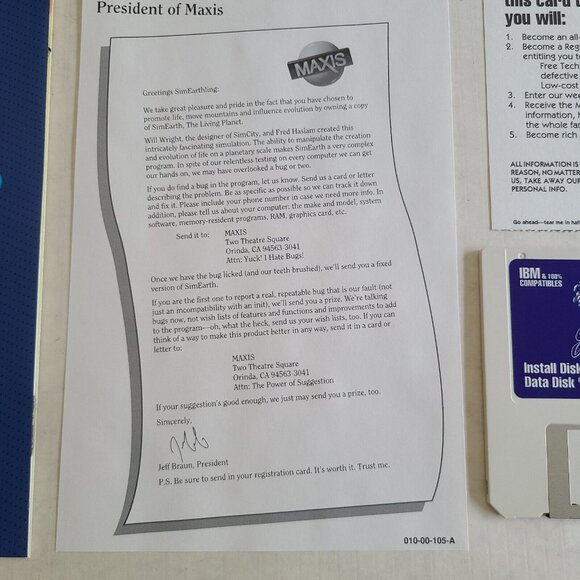 President of Maxis
MAXIS
Greetings SimEarthling:
We take great pleasure and pride in the fact that you have chosen to
promote life, move mountains and influence evolution by owning a copy
of SimEarth, The Living Planet.
Will Wright, the designer of SimCity, and Fred Haslam created this
intricately fascinating simulation. The ability to manipulate the creation
and evolution of life on a planetary scale makes SimEarth a very complex
program. In spite of our relentless testing on every computer we can get
our hands on, we may have overlooked a bug or two.
If you do find a bug in the program, let us know. Send us a card or letter
describing the problem. Be as specific as possible so we can track it down
and fix it. Please include your phone number in case we need more info. In
addition, please tell us about your computer: the make and model, system
software, memory-resident programs, RAM, graphics card, etc.
Send it to: MAXIS
Two Theatre Square
Orinda, CA 94563-3041
Attn: Yuck! I Hate Bugs!
Once we have the bug licked (and our teeth brushed), we'll send you a fixed
version of SimEarth.
If you are the first one to report a real, repeatable bug that is our fault (not
just an incompatibility with an init), we'll send you a prize. We're talking
bugs now, not wish lists of features and functions and improvements to add
to the program—oh, what the heck, send us your wish lists, too. If you can
think of a way to make this product better in any way, send it in a card or
letter to:
MAXIS
Two Theatre Square
Orinda, CA 94563-3041
Attn: The Power of Suggestion
If your suggestion's good enough, we just may send you a prize, too.
Sincerely,
Jeff Braun, President
P.S. Be sure to send in your registration card. It's worth it. Trust me.
010-00-105-A
this card
you will:
1. Become an all-
2. Become a Reg
entitling you t
Free Tech
defective
Low-cost
3. Enter our wee
4. Receive the
information, h
the whole fa
5. Become rich
ALL INFORMATION IS
REASON, NO MATTER
US, TAKE AWAY OUR
PERSONAL INFO.
Go ahead—tear me in half
IBM & 100%
COMPATIBLES
Install Disk
Data Disk